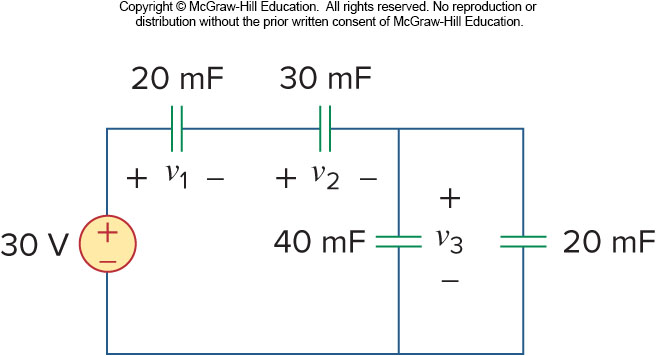 Copyright © McGraw-Hill Education. All rights reserved. No reproduction or
distribution without the prior written consent of McGraw-Hill Education.
20 mF 30 mF
+ v1 − + v2 −
+
30 V + 40 mF v3 20 mF
−
−